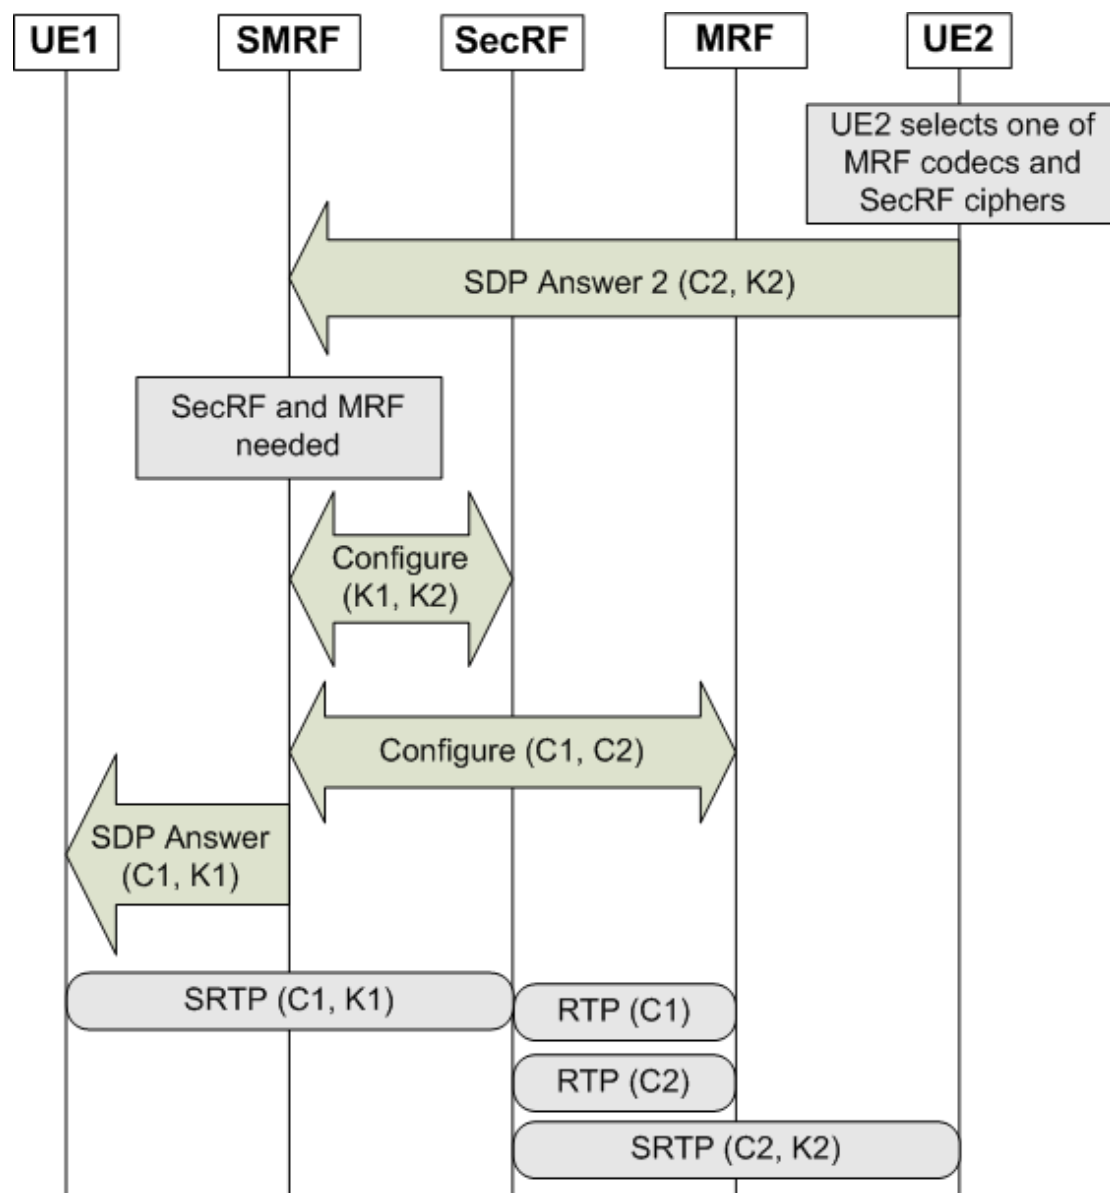 UE1
SMRF
SecRF
MRF
UE2
UE2 selects one of
MRF codecs and
SecRF ciphers
SDP Answer 2 (C2, K2)
SecRF and MRF
needed
Configure
(K1, K2)
Configure (C1, C2)
SDP Answer
(C1, K1)
SRTP (C1, K1)
RTP (C1)
RTP (C2)
SRTP (C2, K2)